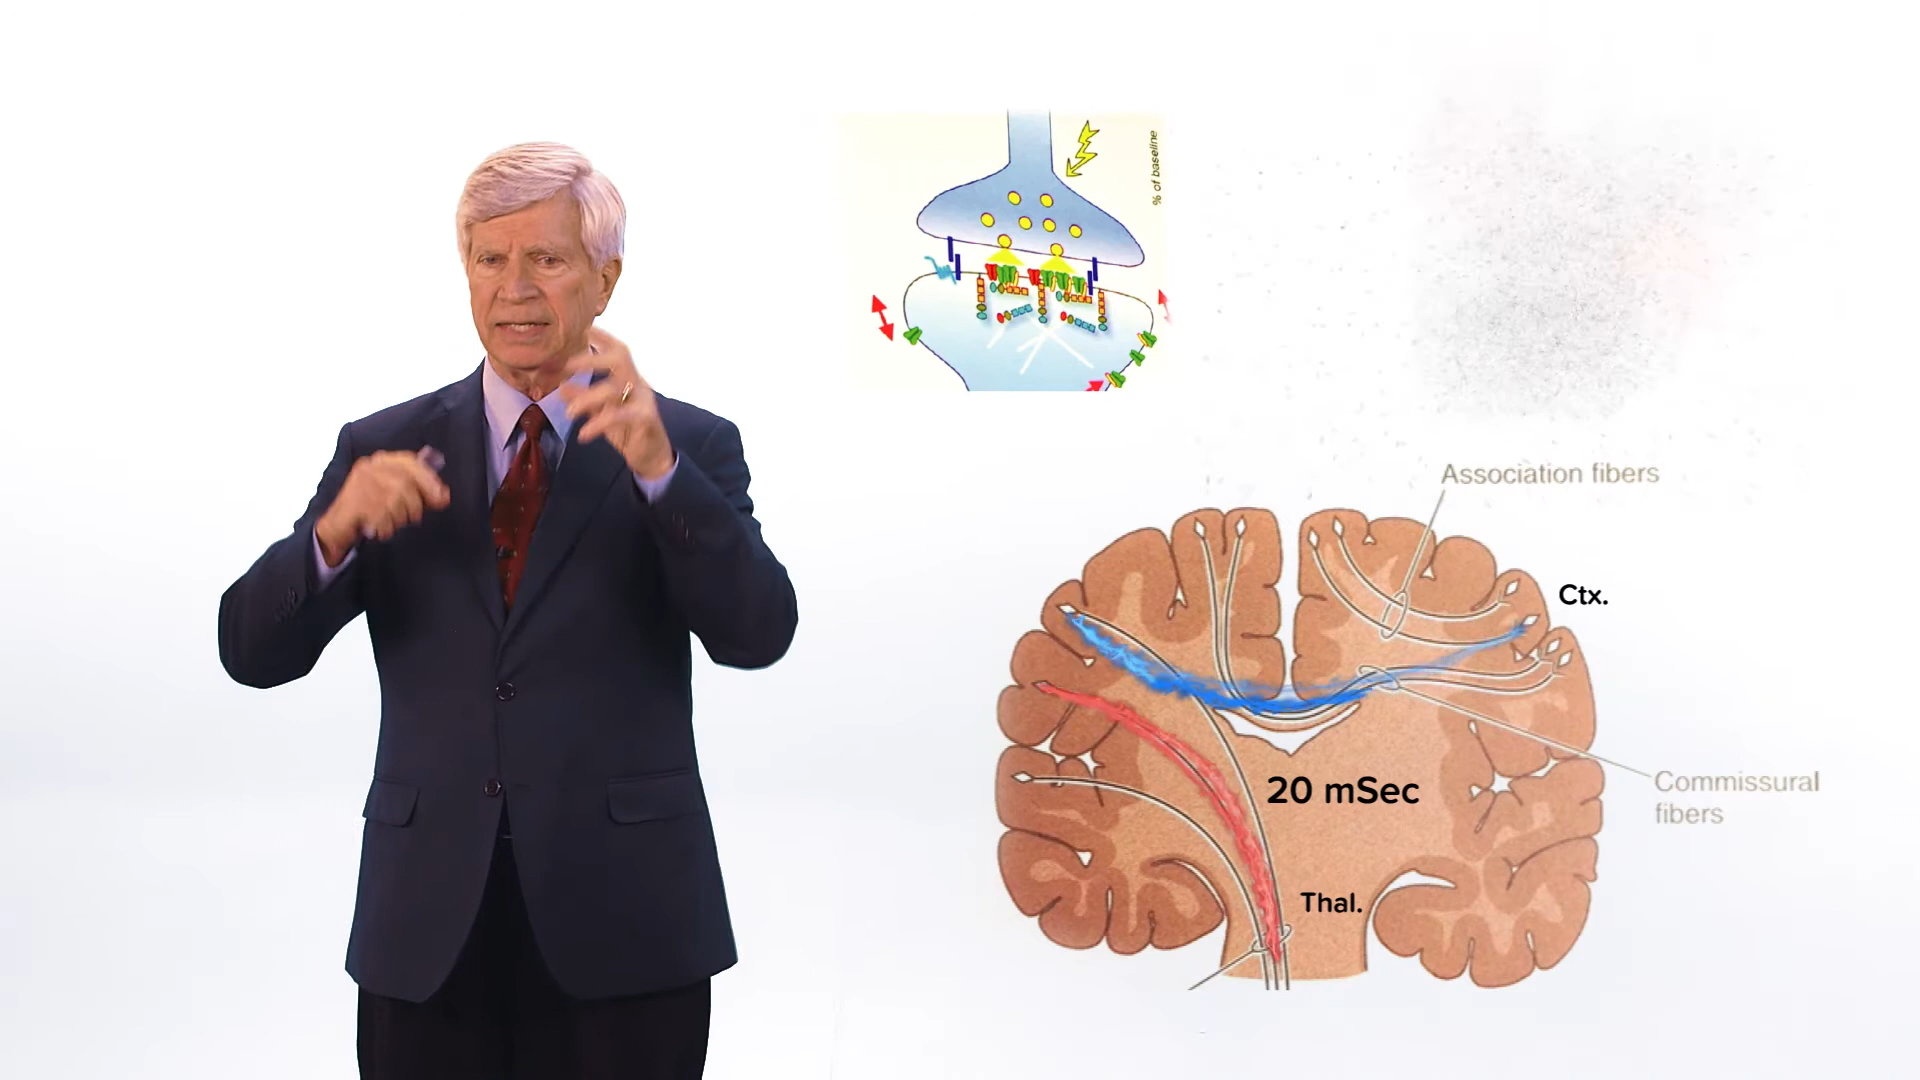 % of baseline
Association fibers
Ctx.
Commissural
fibers
20 mSec
Thal.